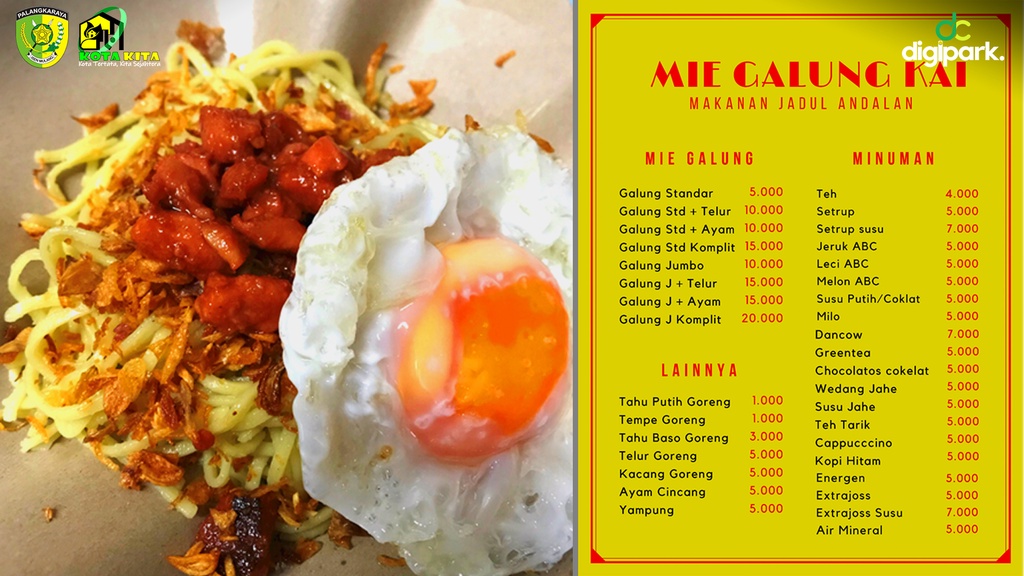 PALANGKARAYA
KOTA KITA
Kota Tertata, Kita Sejahtera
dc
digipark.
MIE GALUNG KAI
MAKANAN JADUL ANDALAN
MIE GALUNG
Galung Standar 5.000
Galung Std + Telur 10.000
Galung Std + Ayam 10.000
Galung Std Komplit 15.000
Galung Jumbo 10.000
Galung J + Telur 15.000
Galung J + Ayam 15.000
Galung J Komplit 20.000
LAINNYA
Tahu Putih Goreng 1.000
Tempe Goreng 1.000
Tahu Baso Goreng 3.000
Telur Goreng 5.000
Kacang Goreng 5.000
Ayam Cincang 5.000
Yampung 5.000
MINUMAN
Teh 4.000
Setrup 5.000
Setrup susu 7.000
Jeruk ABC 5.000
Leci ABC 5.000
Melon ABC 5.000
Susu Putih/Coklat 5.000
Milo 5.000
Dancow 7.000
Greentea 5.000
Chocolatos cokelat 5.000
Wedang Jahe 5.000
Susu Jahe 5.000
Teh Tarik 5.000
Cappucccino 5.000
Kopi Hitam 5.000
Energen 5.000
Extrajoss 5.000
Extrajoss Susu 7.000
Air Mineral 5.000